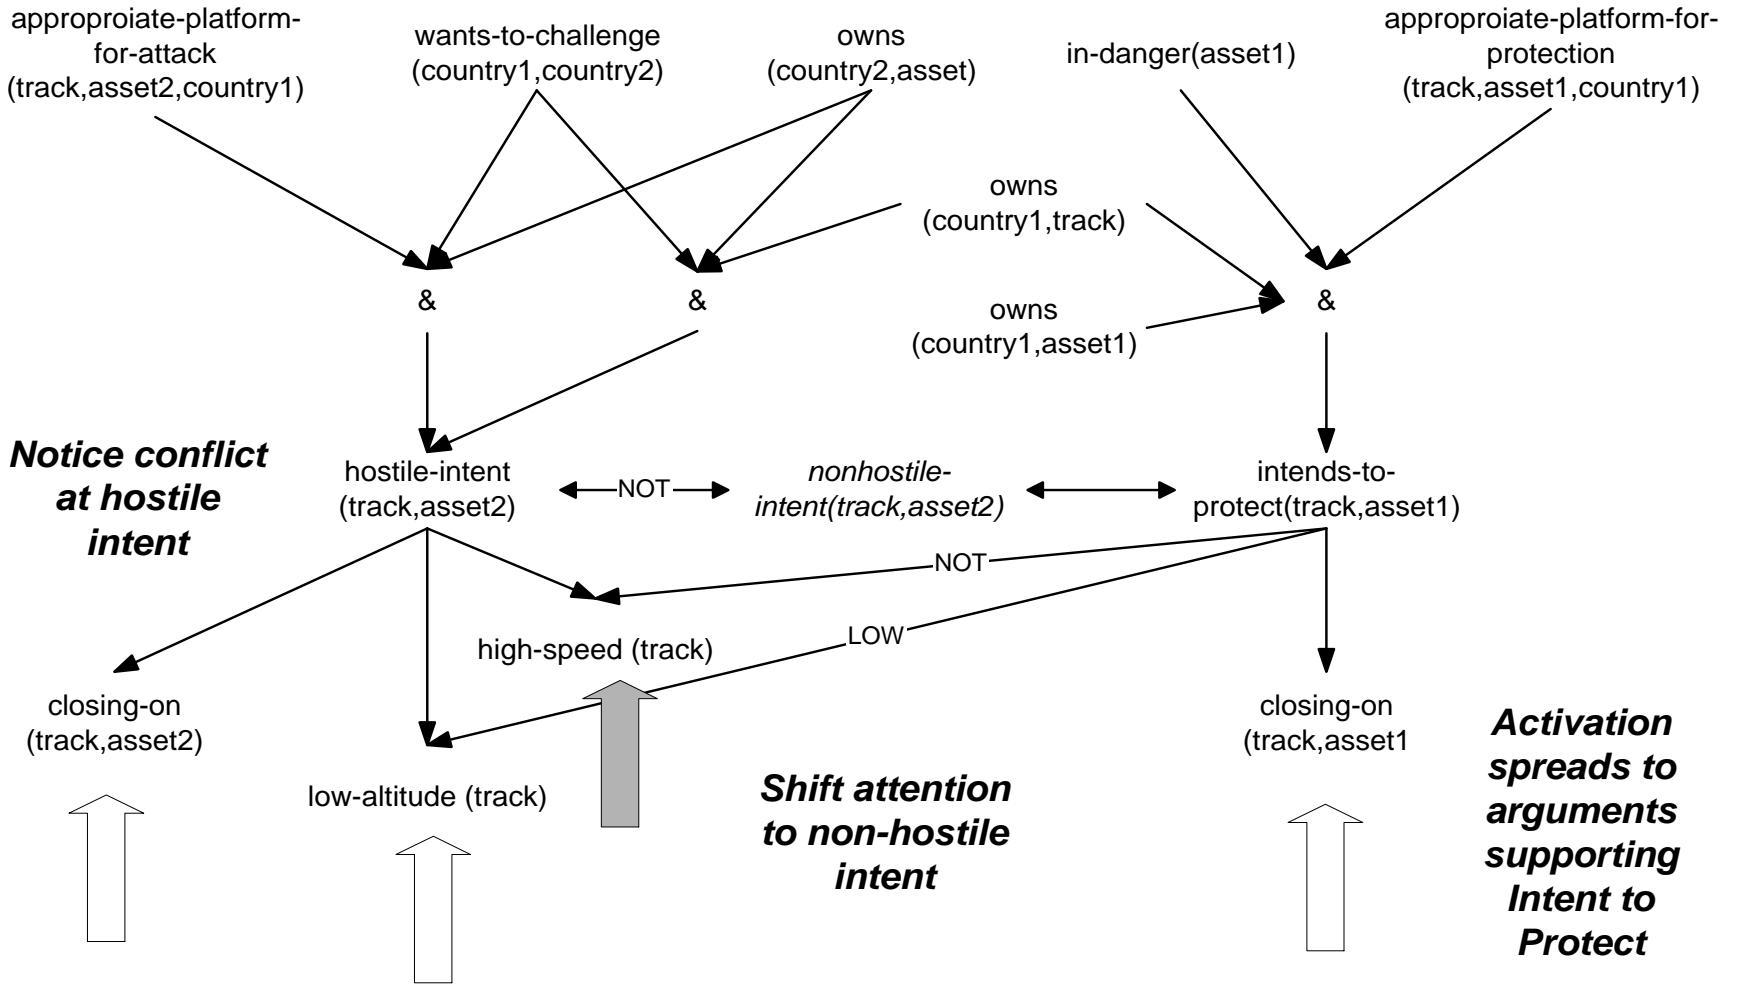 approproiate-platform-
for-attack
(track,asset2,country1)
wants-to-challenge
(country1,country2)
owns
(country2,asset)
in-danger(asset1)
approproiate-platform-for-
protection
(track,asset1,country1)
owns
(country1,track)
owns
(country1,asset1)
&
&
&
Notice conflict
at hostile
intent
hostile-intent
(track,asset2)
NOT
nonhostile-
intent(track,asset2)
intends-to-
protect(track,asset1)
NOT
LOW
high-speed (track)
closing-on
(track,asset2)
low-altitude (track)
closing-on
(track,asset1
Shift attention
to non-hostile
intent
Activation
spreads to
arguments
supporting
Intent to
Protect